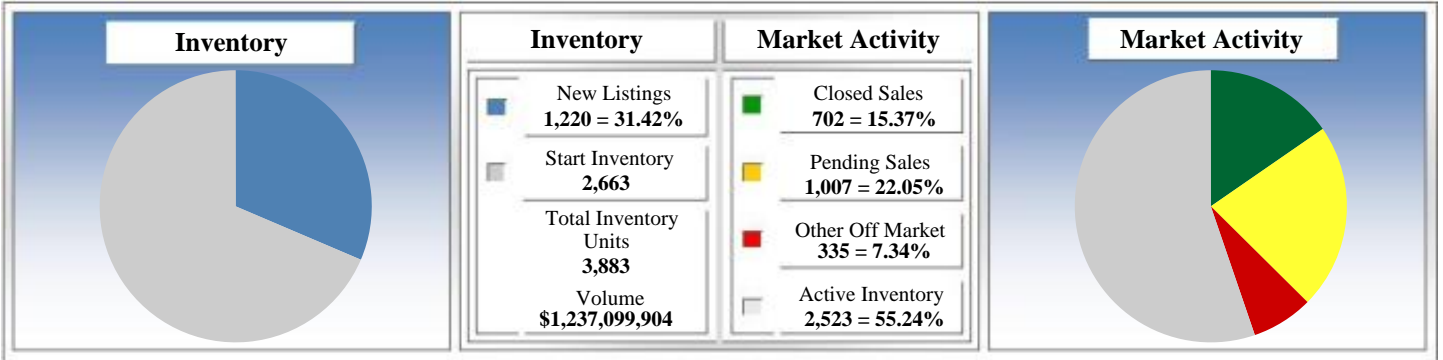 Inventory
Inventory
Market Activity
New Listings
1,220 = 31.42%
Start Inventory
2,663
Total Inventory
Units
3,883
Volume
$1,237,099,904
Closed Sales
702 = 15.37%
Pending Sales
1,007 = 22.05%
Other Off Market
335 = 7.34%
Active Inventory
2,523 = 55.24%
Market Activity